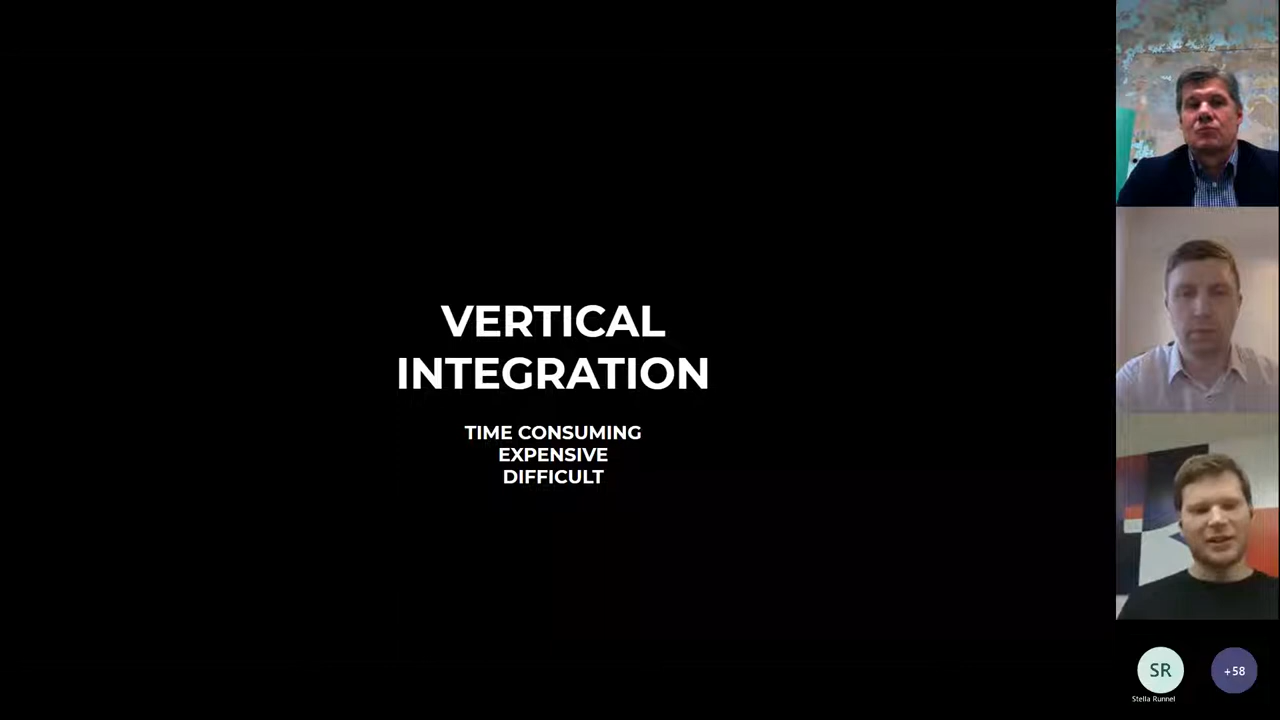 VERTICAL
INTEGRATION
TIME CONSUMING
EXPENSIVE
DIFFICULT
SR
+58
Stella Runnel